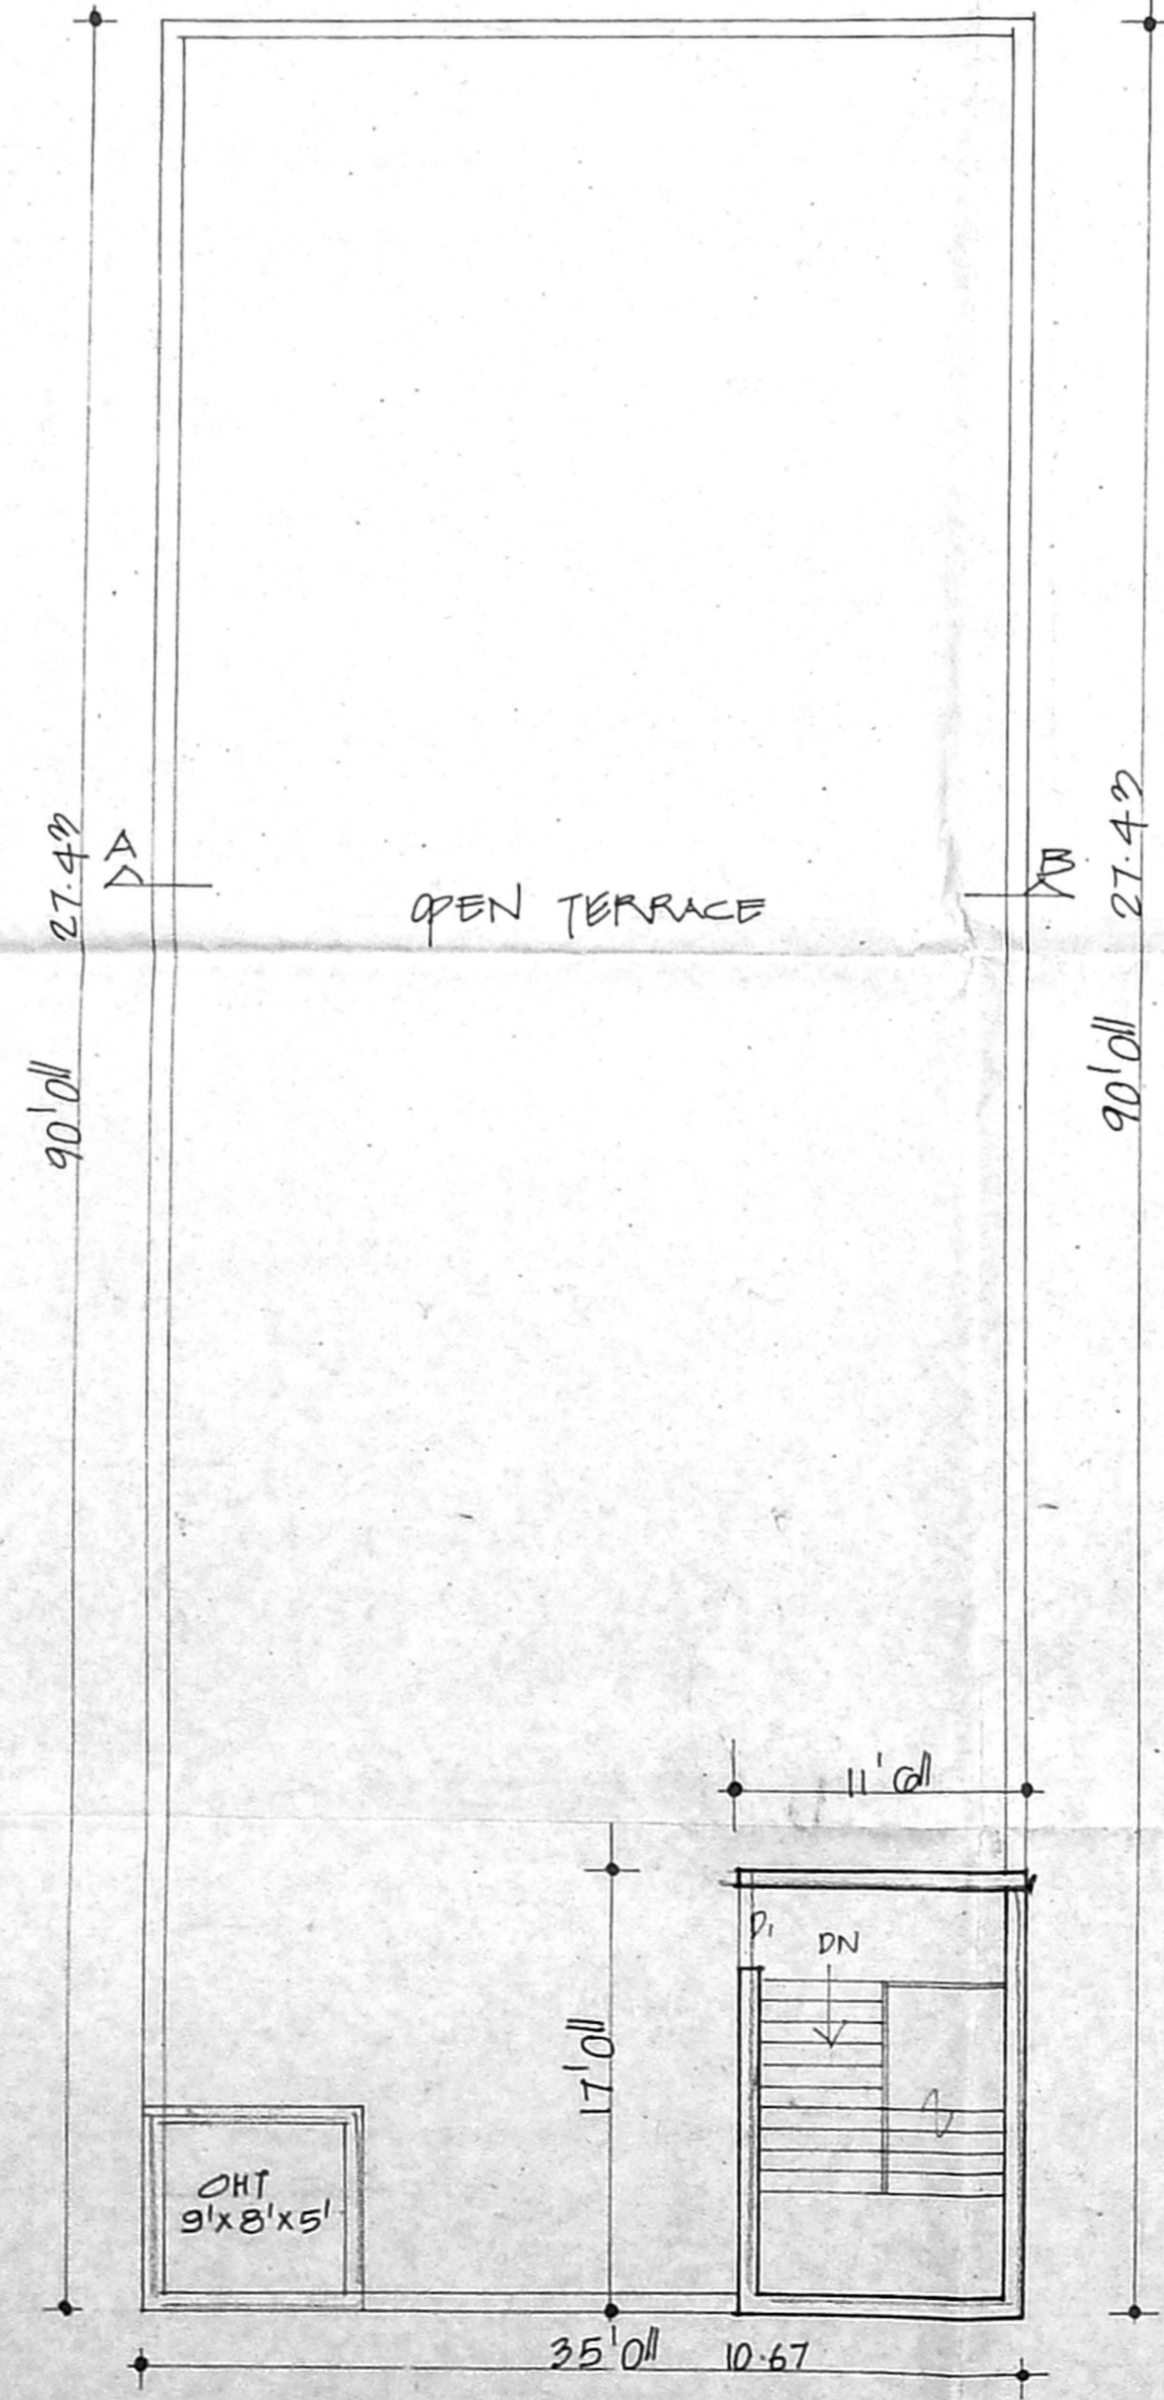 27.43
90'0"
A
OPEN TERRACE
B
27.43
90'0"
11'6"
17'0"
D1
DN
OHT
9'x8'x5'
35'0" 10.67